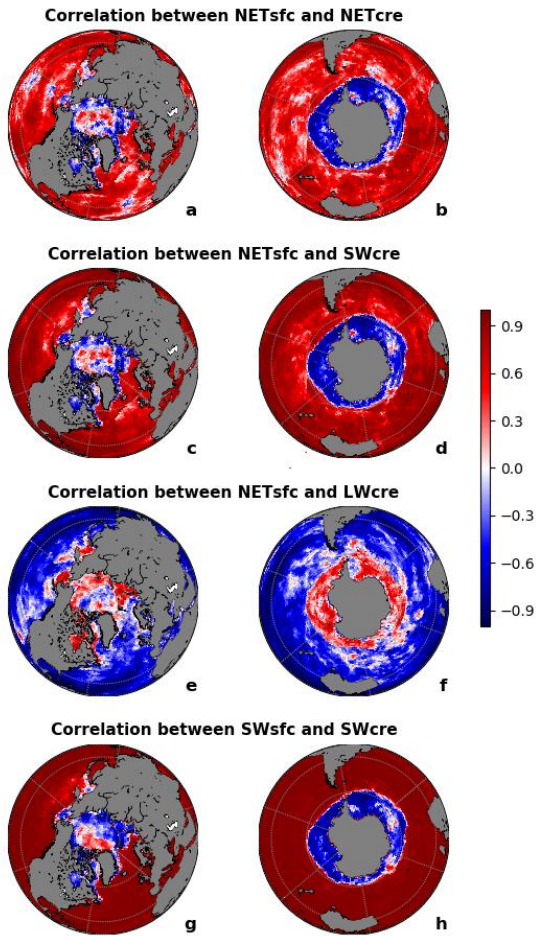 Correlation between NETsfc and NETcre
a
b
Correlation between NETsfc and SWcre
c
d
0.9
0.6
0.3
0.0
−0.3
−0.6
−0.9
Correlation between NETsfc and LWcre
e
f
Correlation between SWsfc and SWcre
g
h